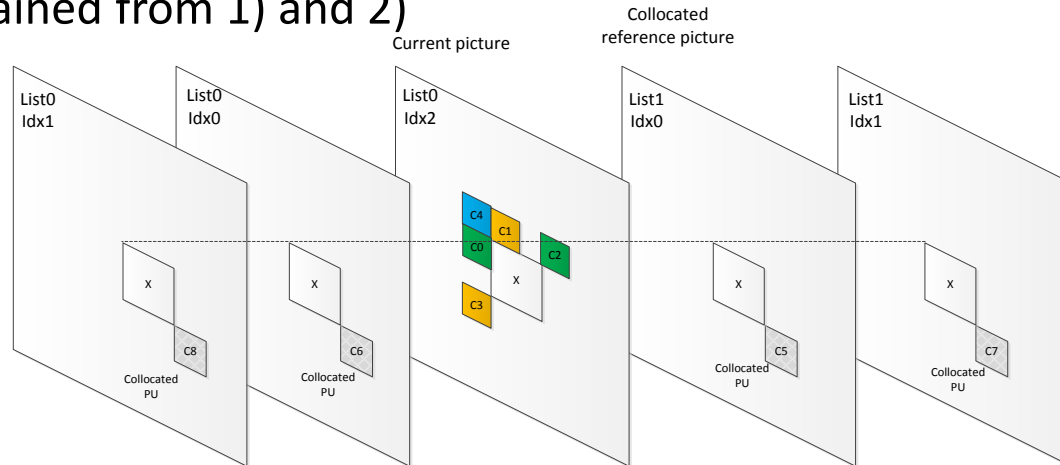 ained from 1) and 2)
Collocated
reference picture
Current picture
List0
Idx1
List0
Idx0
List0
Idx2
List1
Idx0
List1
Idx1
C4
C1
C0
C2
X
C3
X
C8
Collocated
PU
X
C6
Collocated
PU
X
C5
Collocated
PU
X
C7
Collocated
PU